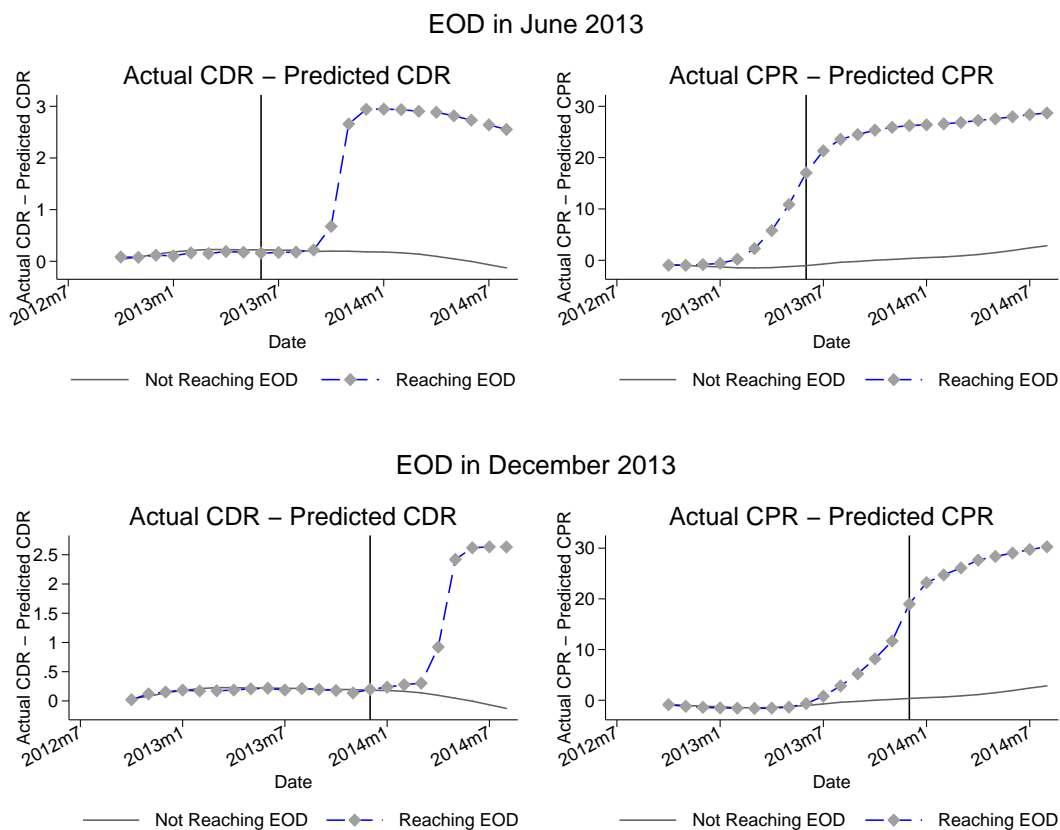 EOD in June 2013
Actual CDR – Predicted CDR
Actual CDR – Predicted CDR
3
2
1
0
2012m7
2013m1
2013m7
2014m1
2014m7
Date
Not Reaching EOD
Reaching EOD
Actual CPR – Predicted CPR
Actual CPR – Predicted CPR
30
20
10
0
2012m7
2013m1
2013m7
2014m1
2014m7
Date
Not Reaching EOD
Reaching EOD
EOD in December 2013
Actual CDR – Predicted CDR
Actual CDR – Predicted CDR
2.5
2
1.5
1
.5
0
2012m7
2013m1
2013m7
2014m1
2014m7
Date
Not Reaching EOD
Reaching EOD
Actual CPR – Predicted CPR
Actual CPR – Predicted CPR
30
20
10
0
2012m7
2013m1
2013m7
2014m1
2014m7
Date
Not Reaching EOD
Reaching EOD